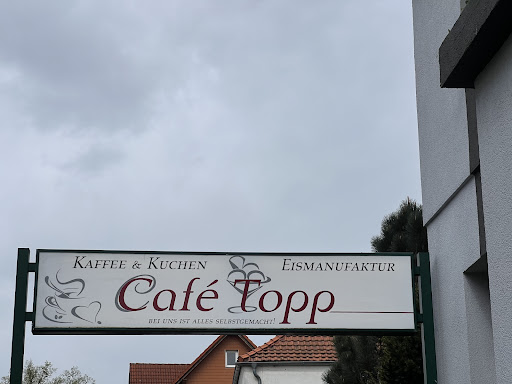 KAFFEE & KUCHEN EISMANUFAKTUR
Café Topp
BEI UNS IST ALLES SELBSTGEMACHT!